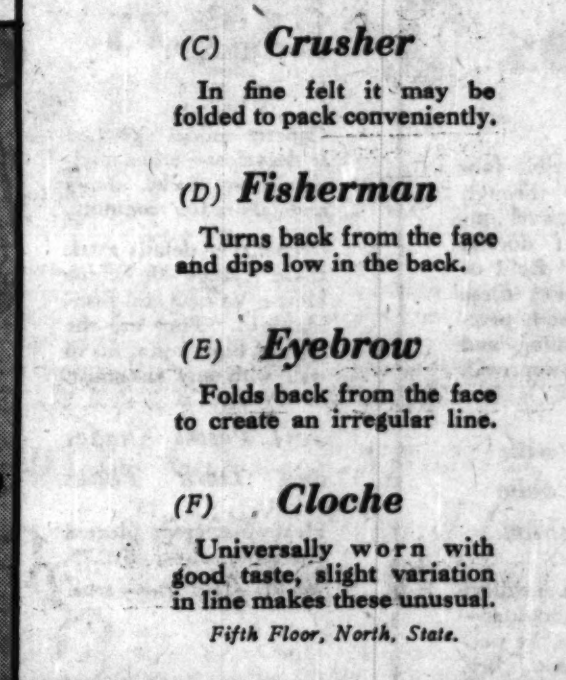 (C) Crusher
In fine felt it may be
folded to pack conveniently.
(D) Fisherman
Turns back from the face
and dips low in the back.
(E) Eyebrow
Folds back from the face
to create an irregular line.
(F) Cloche
Universally worn with
good taste, slight variation
in line makes these unusual.
Fifth Floor, North, State.